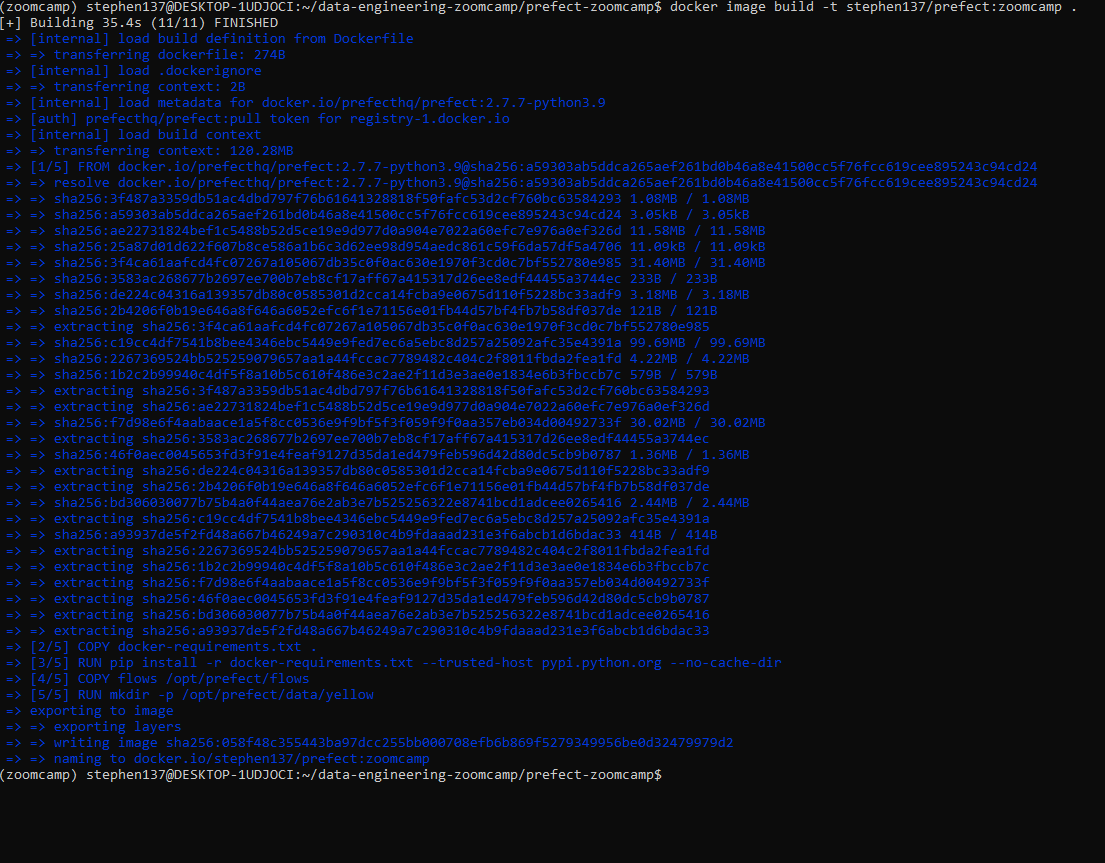 (zoomcamp) stephen137@DESKTOP-1UDJOCI:~/data-engineering-zoomcamp/prefect-zoomcamp$ docker image build -t stephen137/prefect:zoomcamp .
[+] Building 35.4s (11/11) FINISHED
=> [internal] load build definition from Dockerfile
=> => transferring dockerfile: 274B
=> [internal] load .dockerignore
=> => transferring context: 2B
=> [internal] load metadata for docker.io/prefecthq/prefect:2.7.7-python3.9
=> [auth] prefecthq/prefect:pull token for registry-1.docker.io
=> [internal] load build context
=> => transferring context: 120.28MB
=> [1/5] FROM docker.io/prefecthq/prefect:2.7.7-python3.9@sha256:a59303ab5ddca265aef261bd0b46a8e41500cc5f76fcc619cee895243c94cd24
=> => resolve docker.io/prefecthq/prefect:2.7.7-python3.9@sha256:a59303ab5ddca265aef261bd0b46a8e41500cc5f76fcc619cee895243c94cd24
=> => sha256:3f487a3359db51ac4dbd797f76b61641328818f50fafc53d2cf760bc63584293 1.08MB / 1.08MB
=> => sha256:a59303ab5ddca265aef261bd0b46a8e41500cc5f76fcc619cee895243c94cd24 3.05kB / 3.05kB
=> => sha256:ae22731824bef1c5488b52d5ce19e9d977d0a904e7022a60efc7e976a0ef326d 11.58MB / 11.58MB
=> => sha256:25a87d01d622f607b8ce586a1b6c3d62ee98d954aedc861c59f6da57df5a4706 11.09kB / 11.09kB
=> => sha256:3f4ca61aafcd4fc07267a105067db35c0f0ac630e1970f3cd0c7bf552780e985 31.40MB / 31.40MB
=> => sha256:3583ac268677b2697ee700b7eb8cf17aff67a415317d26ee8edf44455a3744ec 233B / 233B
=> => sha256:de224c04316a139357db80c0585301d2cca14fcba9e0675d110f5228bc33adf9 3.18MB / 3.18MB
=> => sha256:2b4206f0b19e646a8f646a6052efc6f1e71156e01fb44d57bf4fb7b58df037de 121B / 121B
=> => extracting sha256:3f4ca61aafcd4fc07267a105067db35c0f0ac630e1970f3cd0c7bf552780e985
=> => sha256:c19cc4df7541b8bee4346ebc5449e9fed7ec6a5ebc8d257a25092afc35e4391a 99.69MB / 99.69MB
=> => sha256:2267369524bb525259079657aa1a44fccac7789482c404c2f8011fbda2fea1fd 4.22MB / 4.22MB
=> => sha256:1b2c2b99940c4df5f8a10b5c610f486e3c2ae2f11d3e3ae0e1834e6b3fbccb7c 579B / 579B
=> => extracting sha256:3f487a3359db51ac4dbd797f76b61641328818f50fafc53d2cf760bc63584293
=> => extracting sha256:ae22731824bef1c5488b52d5ce19e9d977d0a904e7022a60efc7e976a0ef326d
=> => sha256:f7d98e6f4aabaace1a5f8cc0536e9f9bf5f3f059f9f0aa357eb034d00492733f 30.02MB / 30.02MB
=> => extracting sha256:3583ac268677b2697ee700b7eb8cf17aff67a415317d26ee8edf44455a3744ec
=> => sha256:46f0aec0045653fd3f91e4feaf9127d35da1ed479feb596d42d80dc5cb9b0787 1.36MB / 1.36MB
=> => extracting sha256:de224c04316a139357db80c0585301d2cca14fcba9e0675d110f5228bc33adf9
=> => extracting sha256:2b4206f0b19e646a8f646a6052efc6f1e71156e01fb44d57bf4fb7b58df037de
=> => sha256:bd306030077b75b4a0f44aea76e2ab3e7b525256322e8741bcd1adcee0265416 2.44MB / 2.44MB
=> => extracting sha256:c19cc4df7541b8bee4346ebc5449e9fed7ec6a5ebc8d257a25092afc35e4391a
=> => sha256:a93937de5f2fd48a667b46249a7c290310c4b9fdaaad231e3f6abcb1d6bdac33 414B / 414B
=> => extracting sha256:2267369524bb525259079657aa1a44fccac7789482c404c2f8011fbda2fea1fd
=> => extracting sha256:1b2c2b99940c4df5f8a10b5c610f486e3c2ae2f11d3e3ae0e1834e6b3fbccb7c
=> => extracting sha256:f7d98e6f4aabaace1a5f8cc0536e9f9bf5f3f059f9f0aa357eb034d00492733f
=> => extracting sha256:46f0aec0045653fd3f91e4feaf9127d35da1ed479feb596d42d80dc5cb9b0787
=> => extracting sha256:bd306030077b75b4a0f44aea76e2ab3e7b525256322e8741bcd1adcee0265416
=> => extracting sha256:a93937de5f2fd48a667b46249a7c290310c4b9fdaaad231e3f6abcb1d6bdac33
=> [2/5] COPY docker-requirements.txt .
=> [3/5] RUN pip install -r docker-requirements.txt --trusted-host pypi.python.org --no-cache-dir
=> [4/5] COPY flows /opt/prefect/flows
=> [5/5] RUN mkdir -p /opt/prefect/data/yellow
=> exporting to image
=> => exporting layers
=> => writing image sha256:058f48c355443ba97dcc255bb000708efb6b869f5279349956be0d32479979d2
=> => naming to docker.io/stephen137/prefect:zoomcamp
(zoomcamp) stephen137@DESKTOP-1UDJOCI:~/data-engineering-zoomcamp/prefect-zoomcamp$